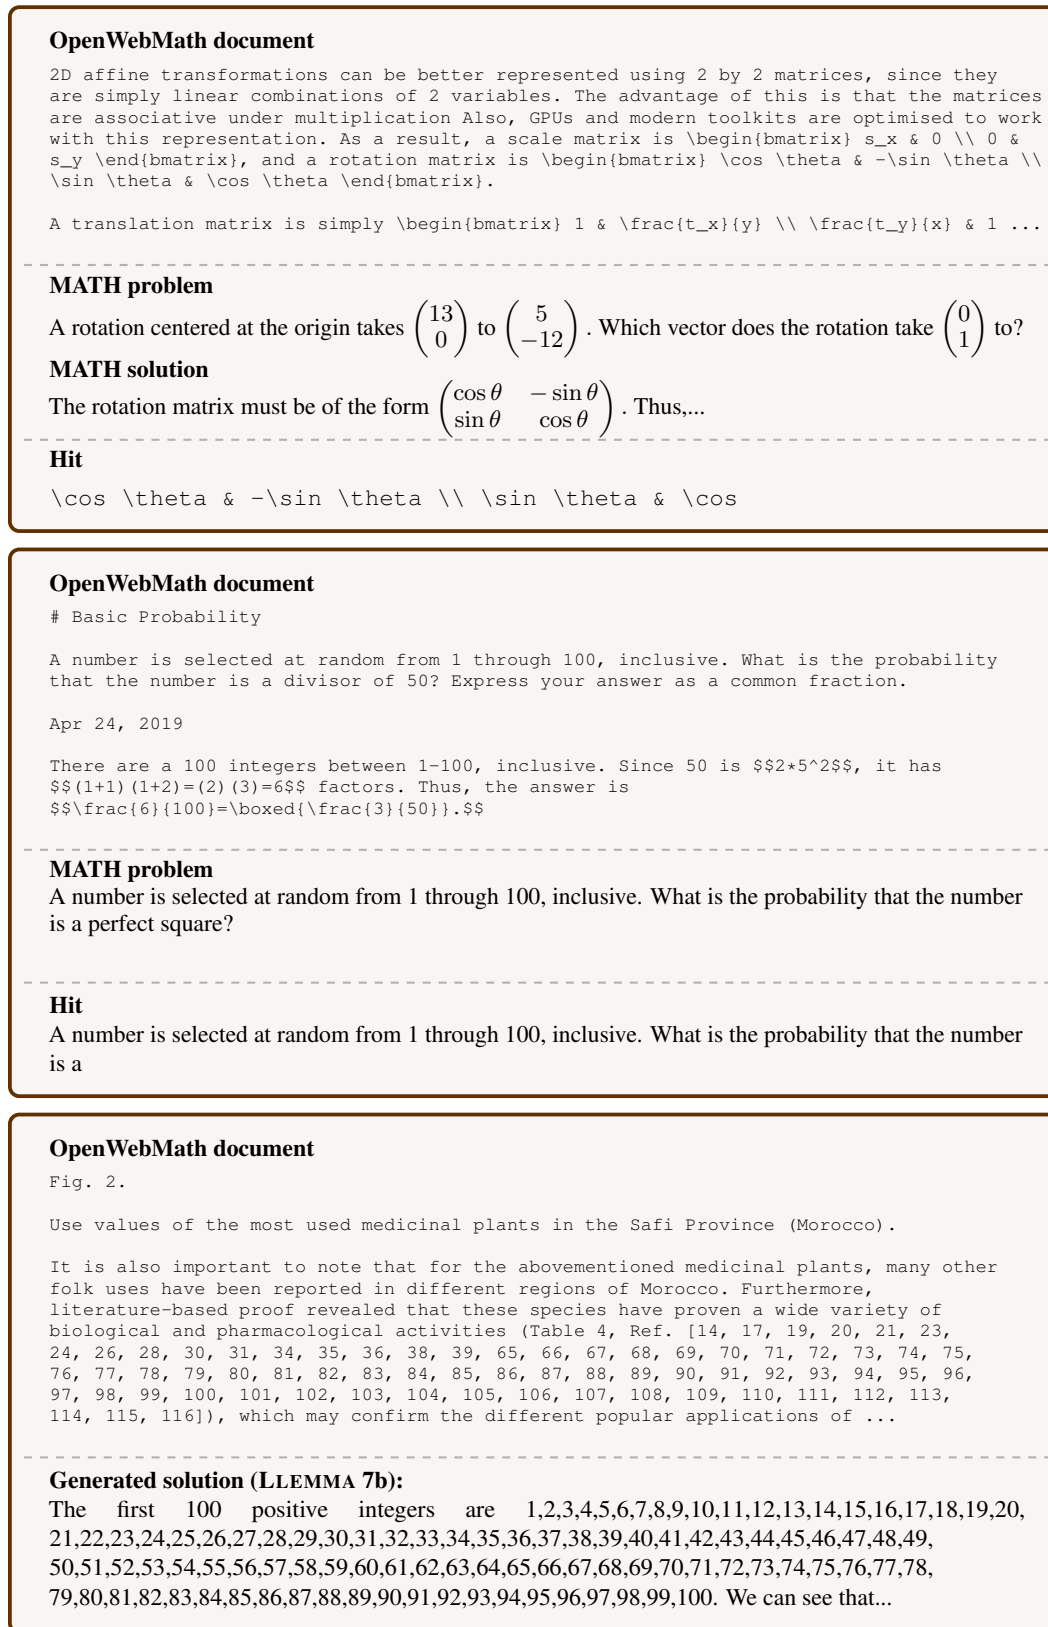 OpenWebMath document
2D affine transformations can be better represented using 2 by 2 matrices, since they
are simply linear combinations of 2 variables. The advantage of this is that the matrices
are associative under multiplication Also, GPUs and modern toolkits are optimised to work
with this representation. As a result, a scale matrix is \begin{bmatrix} s_x & 0 \\ 0 &
s_y \end{bmatrix}, and a rotation matrix is \begin{bmatrix} \cos \theta & -\sin \theta \\
\sin \theta & \cos \theta \end{bmatrix}.
A translation matrix is simply \begin{bmatrix} 1 & \frac{t_x}{y} \\ \frac{t_y}{x} & 1 ...
MATH problem
A rotation centered at the origin takes (13 0) to (5 −12) . Which vector does the rotation take (0 1) to?
MATH solution
The rotation matrix must be of the form (cos θ − sin θ sin θ cos θ) . Thus,...
Hit
\cos \theta & -\sin \theta \\ \sin \theta & \cos
OpenWebMath document
# Basic Probability
A number is selected at random from 1 through 100, inclusive. What is the probability
that the number is a divisor of 50? Express your answer as a common fraction.
Apr 24, 2019
There are a 100 integers between 1-100, inclusive. Since 50 is $$2*5^2$$, it has
$$(1+1)(1+2)=(2)(3)=6$$ factors. Thus, the answer is
$$\frac{6}{100}=\boxed{\frac{3}{50}}.$$
MATH problem
A number is selected at random from 1 through 100, inclusive. What is the probability that the number
is a perfect square?
Hit
A number is selected at random from 1 through 100, inclusive. What is the probability that the number
is a
OpenWebMath document
Fig. 2.
Use values of the most used medicinal plants in the Safi Province (Morocco).
It is also important to note that for the abovementioned medicinal plants, many other
folk uses have been reported in different regions of Morocco. Furthermore,
literature-based proof revealed that these species have proven a wide variety of
biological and pharmacological activities (Table 4, Ref. [14, 17, 19, 20, 21, 23,
24, 26, 28, 30, 31, 34, 35, 36, 38, 39, 65, 66, 67, 68, 69, 70, 71, 72, 73, 74, 75,
76, 77, 78, 79, 80, 81, 82, 83, 84, 85, 86, 87, 88, 89, 90, 91, 92, 93, 94, 95, 96,
97, 98, 99, 100, 101, 102, 103, 104, 105, 106, 107, 108, 109, 110, 111, 112, 113,
114, 115, 116]), which may confirm the different popular applications of ...
Generated solution (LLEMMA 7b):
The first 100 positive integers are 1,2,3,4,5,6,7,8,9,10,11,12,13,14,15,16,17,18,19,20,
21,22,23,24,25,26,27,28,29,30,31,32,33,34,35,36,37,38,39,40,41,42,43,44,45,46,47,48,49,
50,51,52,53,54,55,56,57,58,59,60,61,62,63,64,65,66,67,68,69,70,71,72,73,74,75,76,77,78,
79,80,81,82,83,84,85,86,87,88,89,90,91,92,93,94,95,96,97,98,99,100. We can see that...